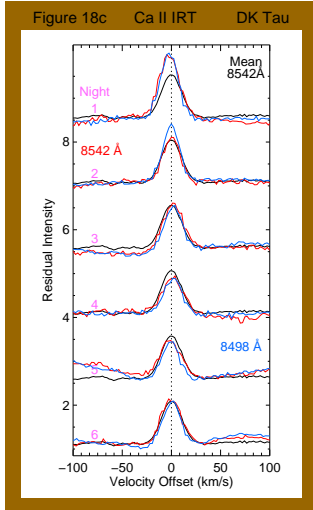 Figure 18c Ca II IRT DK Tau
Mean
8542Å
Night
1
8
8542 Å
2
6
3
4
4
8498 Å
5
2
6
Residual Intensity
-100 -50 0 50 100
Velocity Offset (km/s)